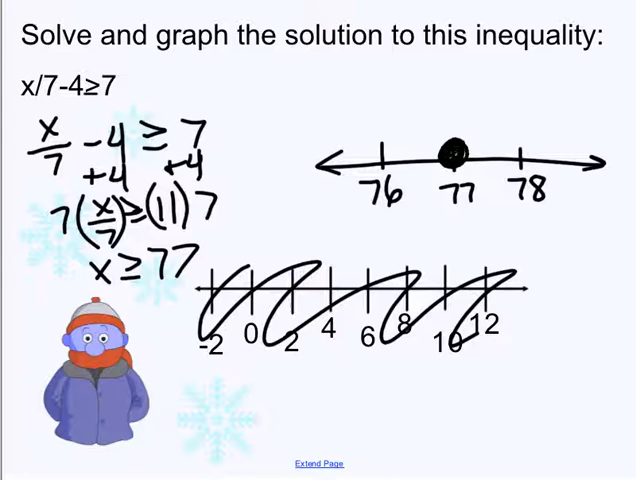 Solve and graph the solution to this inequality:
x/7-4≥7
x/7 - 4 ≥ 7
+4 +4
7(x/7) ≥ (11)7
x ≥ 77
76 77 78
-2 0 2 4 6 8 10 12
Extend Page